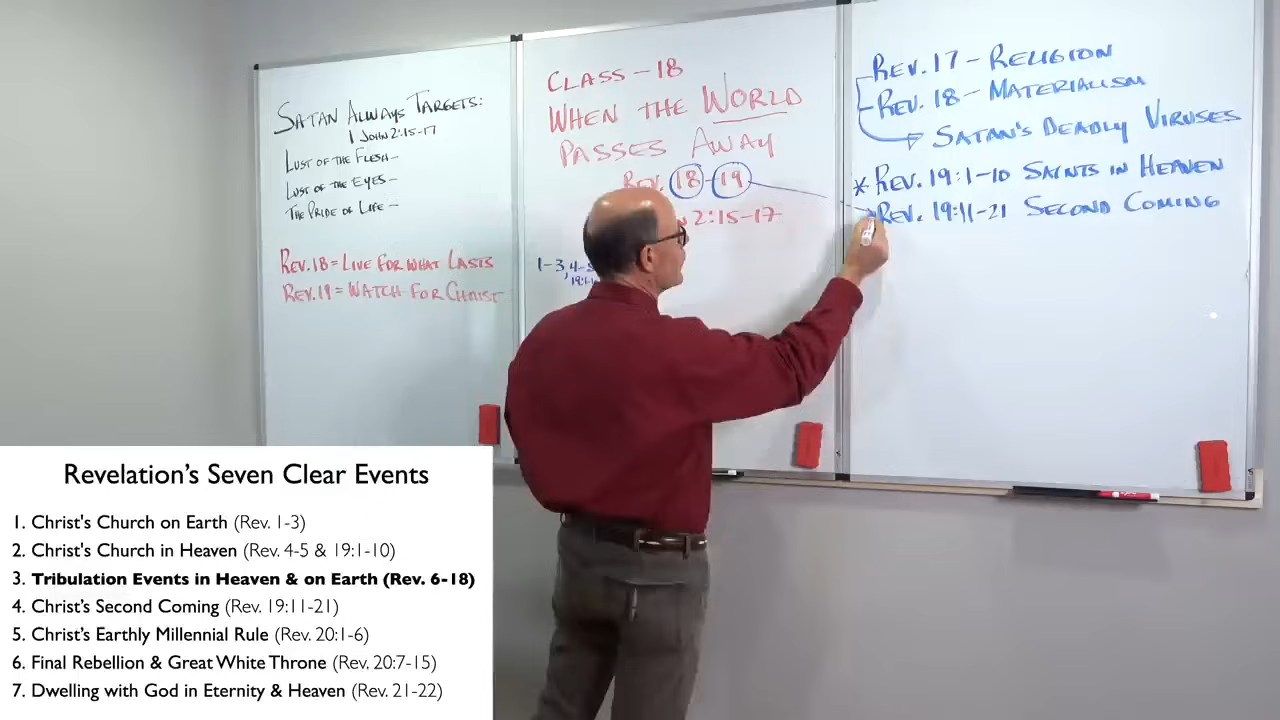 SATAN ALWAYS TARGETS:
1 JOHN 2:15-17
LUST OF THE FLESH-
LUST OF THE EYES-
THE PRIDE OF LIFE-
REV.18=LIVE FOR WHAT LASTS
REV.19=WATCH FOR CHRIST
CLASS-18
WHEN THE WORLD
PASSES AWAY
REV. 18-19
2:15-17
1-3, 4-5
19:1-
REV.17-RELIGION
REV.18-MATERIALISM
SATAN'S DEADLY VIRUSES
* REV.19:1-10 SAINTS IN HEAVEN
REV. 19:11-21 SECOND COMING
Revelation's Seven Clear Events
1. Christ's Church on Earth (Rev. 1-3)
2. Christ's Church in Heaven (Rev. 4-5 & 19:1-10)
3. Tribulation Events in Heaven & on Earth (Rev. 6-18)
4. Christ's Second Coming (Rev. 19:11-21)
5. Christ's Earthly Millennial Rule (Rev. 20:1-6)
6. Final Rebellion & Great White Throne (Rev. 20:7-15)
7. Dwelling with God in Eternity & Heaven (Rev. 21-22)